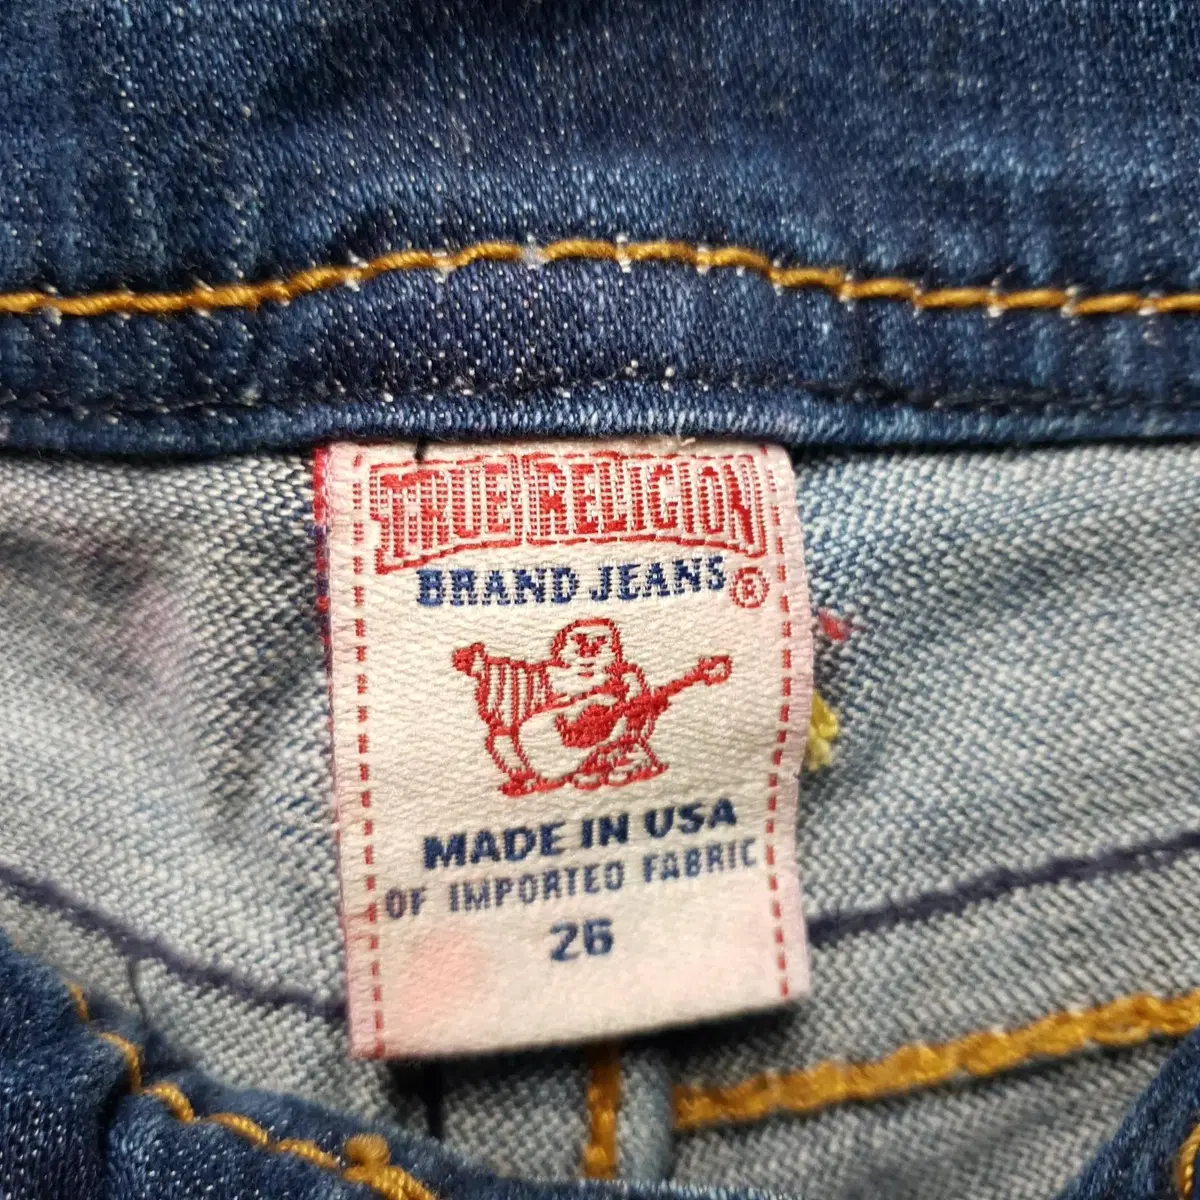 TRUE RELIGION
BRAND JEANS®
MADE IN USA
OF IMPORTED FABRIC
26